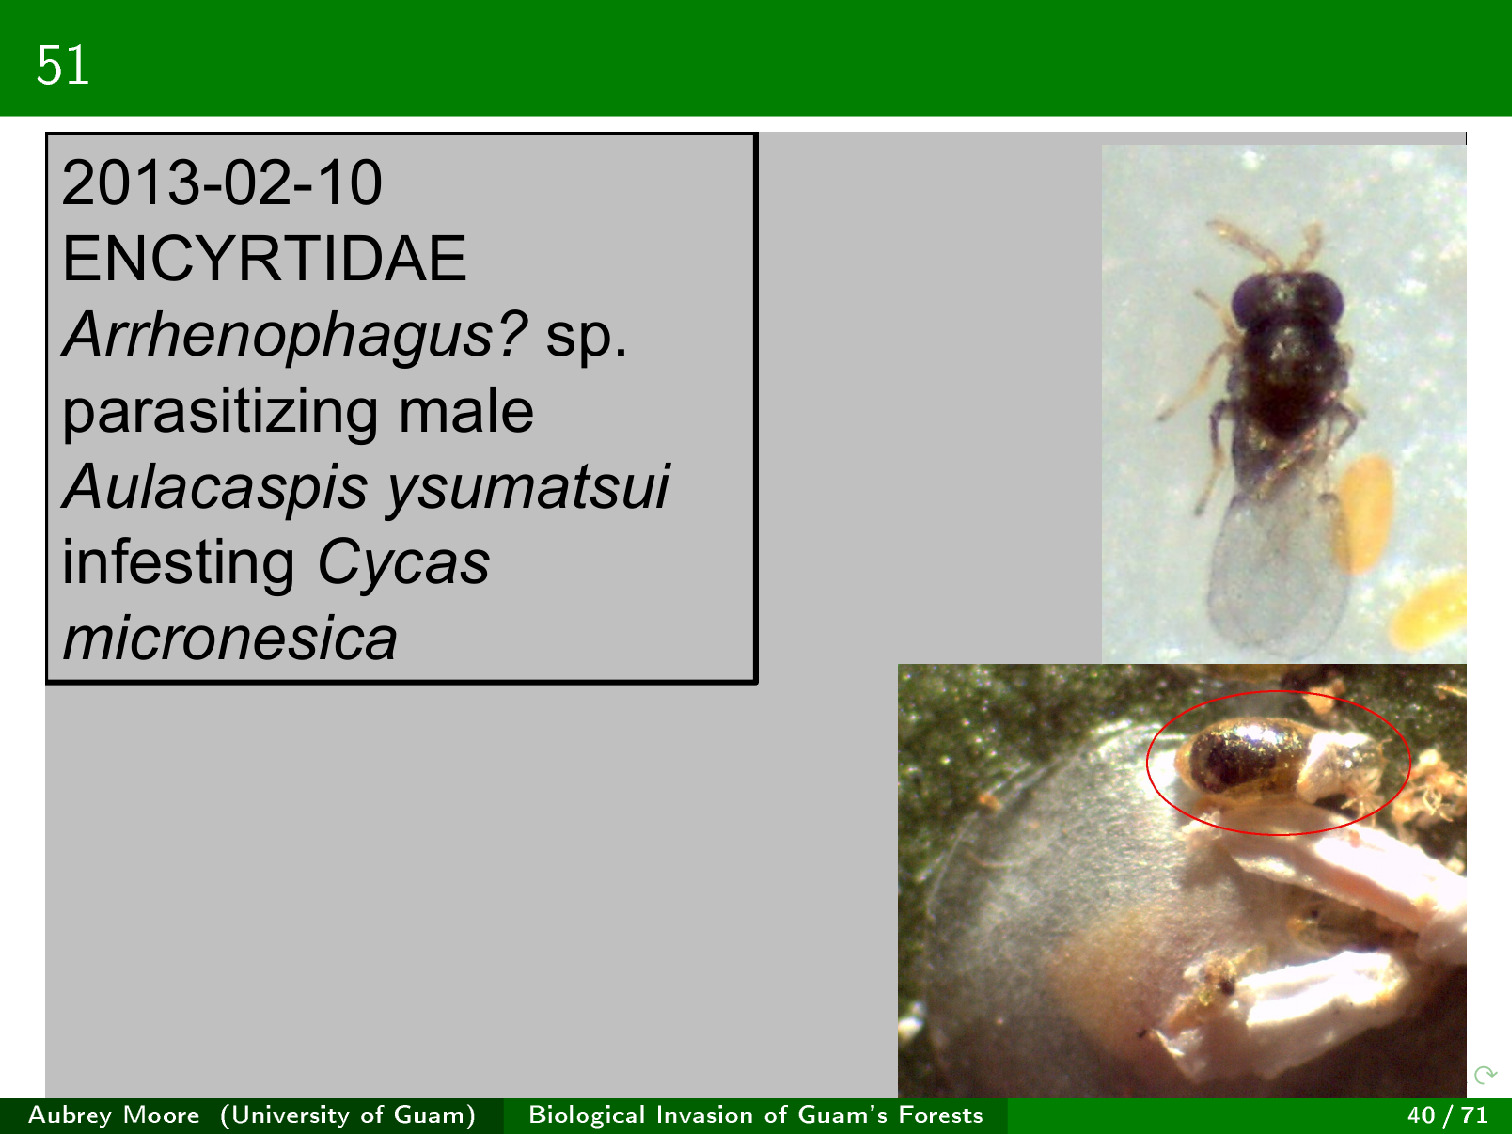 51
2013-02-10
ENCYRTIDAE
Arrhenophagus? sp.
parasitizing male
Aulacaspis ysumatsui
infesting Cycas
micronesica
Aubrey Moore (University of Guam) Biological Invasion of Guam's Forests 40 / 71